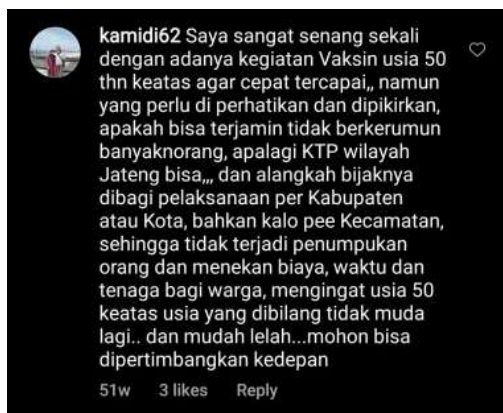 kamidi62 Saya sangat senang sekali
dengan adanya kegiatan Vaksin usia 50
thn keatas agar cepat tercapai,, namun
yang perlu di perhatikan dan dipikirkan,
apakah bisa terjamin tidak berkerumun
banyaknorang, apalagi KTP wilayah
Jateng bisa,,, dan alangkah bijaknya
dibagi pelaksanaan per Kabupaten
atau Kota, bahkan kalo pee Kecamatan,
sehingga tidak terjadi penumpukan
orang dan menekan biaya, waktu dan
tenaga bagi warga, mengingat usia 50
keatas usia yang dibilang tidak muda
lagi.. dan mudah lelah...mohon bisa
dipertimbangkan kedepan
51w 3 likes Reply